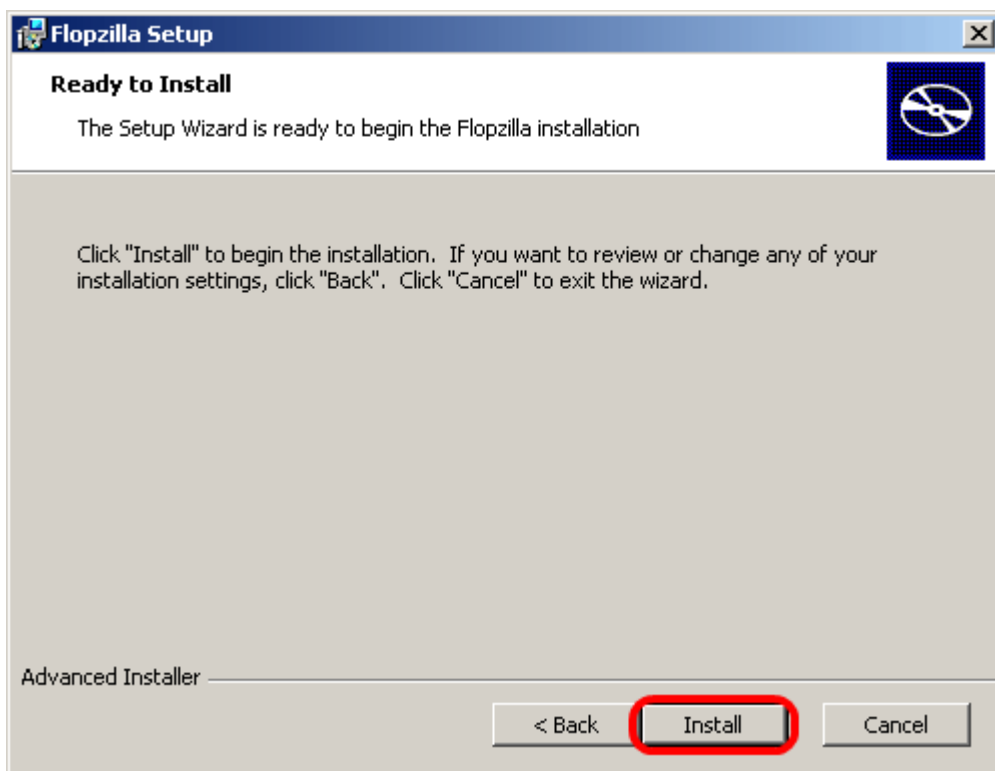 Flopzilla Setup
Ready to Install
The Setup Wizard is ready to begin the Flopzilla installation
Click "Install" to begin the installation.  If you want to review or change any of your
installation settings, click "Back".  Click "Cancel" to exit the wizard.
Advanced Installer
< Back
Install
Cancel